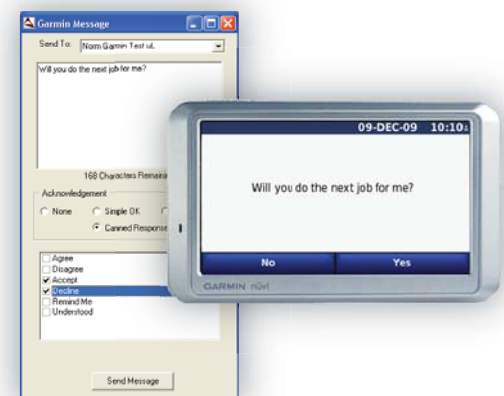 Garmin Message
Send To: Norm Garmin Test uL
Will you do the next job for me?
168 Characters Remaining
Acknowledgement
None Simple OK
Canned Response
Agree
Disagree
Accept
Decline
Remind Me
Understood
Send Message
09-DEC-09 10:10
Will you do the next job for me?
No Yes
GARMIN nüvi